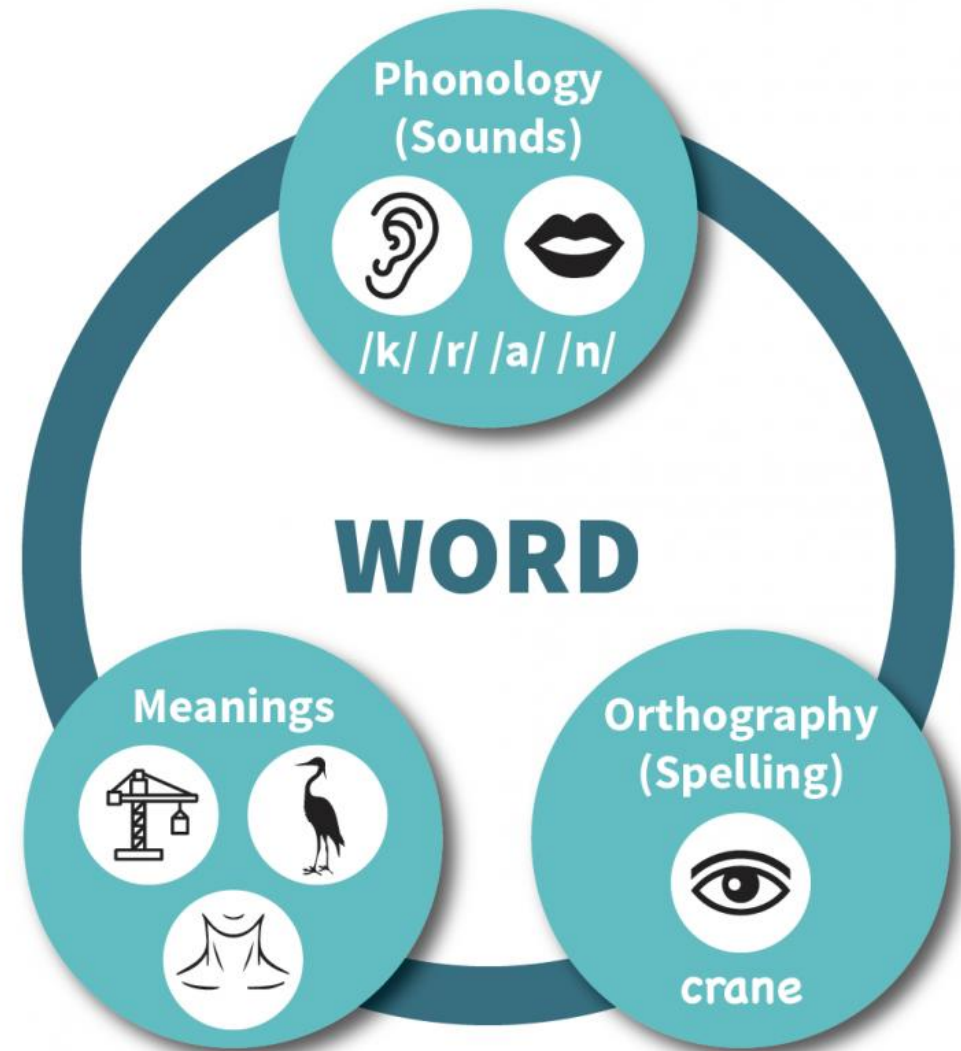 Phonology
(Sounds)
/k/ /r/ /a/ /n/
WORD
Meanings
Orthography
(Spelling)
crane